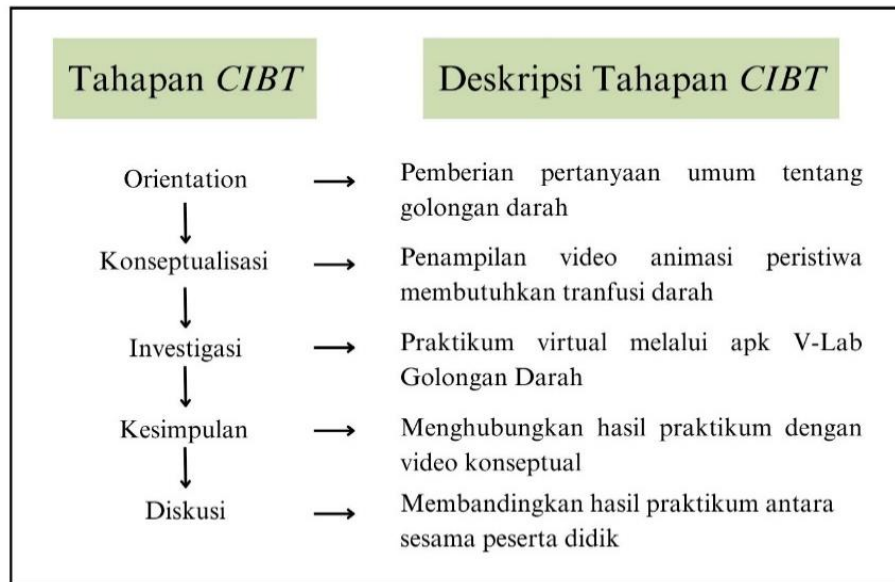 Tahapan CIBT
Deskripsi Tahapan CIBT
Orientation
Pemberian pertanyaan umum tentang
golongan darah
Konseptualisasi
Penampilan video animasi peristiwa
membutuhkan tranfusi darah
Investigasi
Praktikum virtual melalui apk V-Lab
Golongan Darah
Kesimpulan
Menghubungkan hasil praktikum dengan
video konseptual
Diskusi
Membandingkan hasil praktikum antara
sesama peserta didik